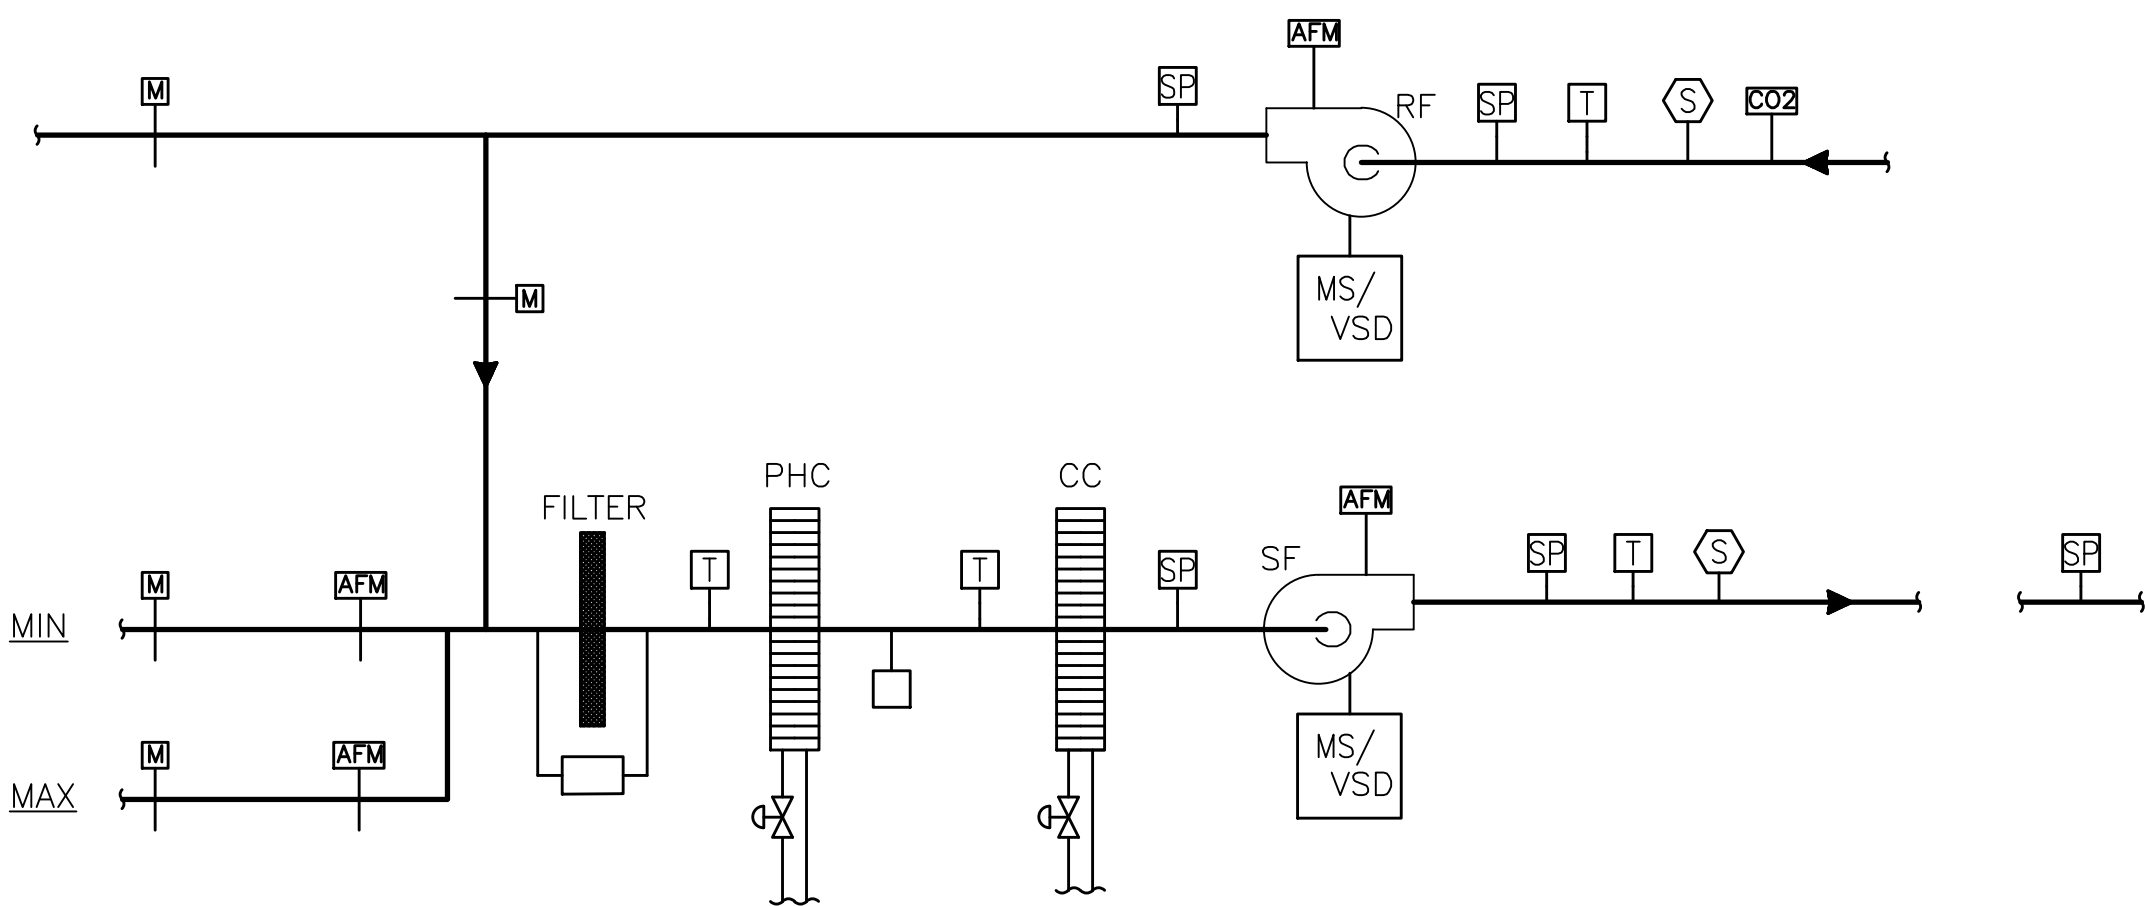 AFM
M
SP
RF
SP
T
S
CO2
M
MS/
VSD
PHC
CC
FILTER
AFM
SF
T
T
SP
SP
T
S
SP
M
AFM
MIN
MS/
VSD
M
AFM
MAX